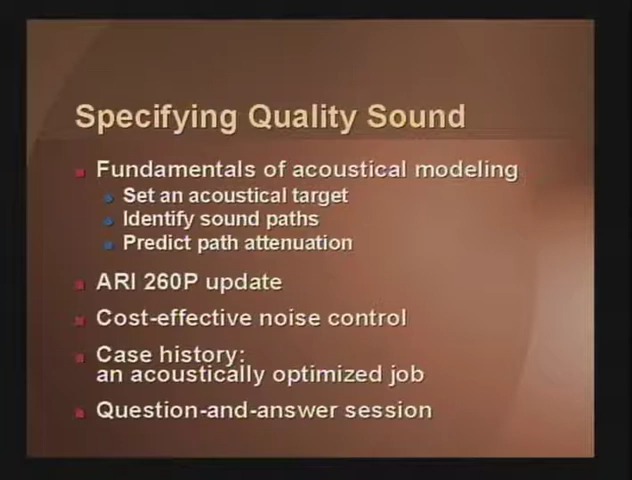 Specifying Quality Sound
Fundamentals of acoustical modeling
Set an acoustical target
Identify sound paths
Predict path attenuation
ARI 260P update
Cost-effective noise control
Case history:
an acoustically optimized job
Question-and-answer session